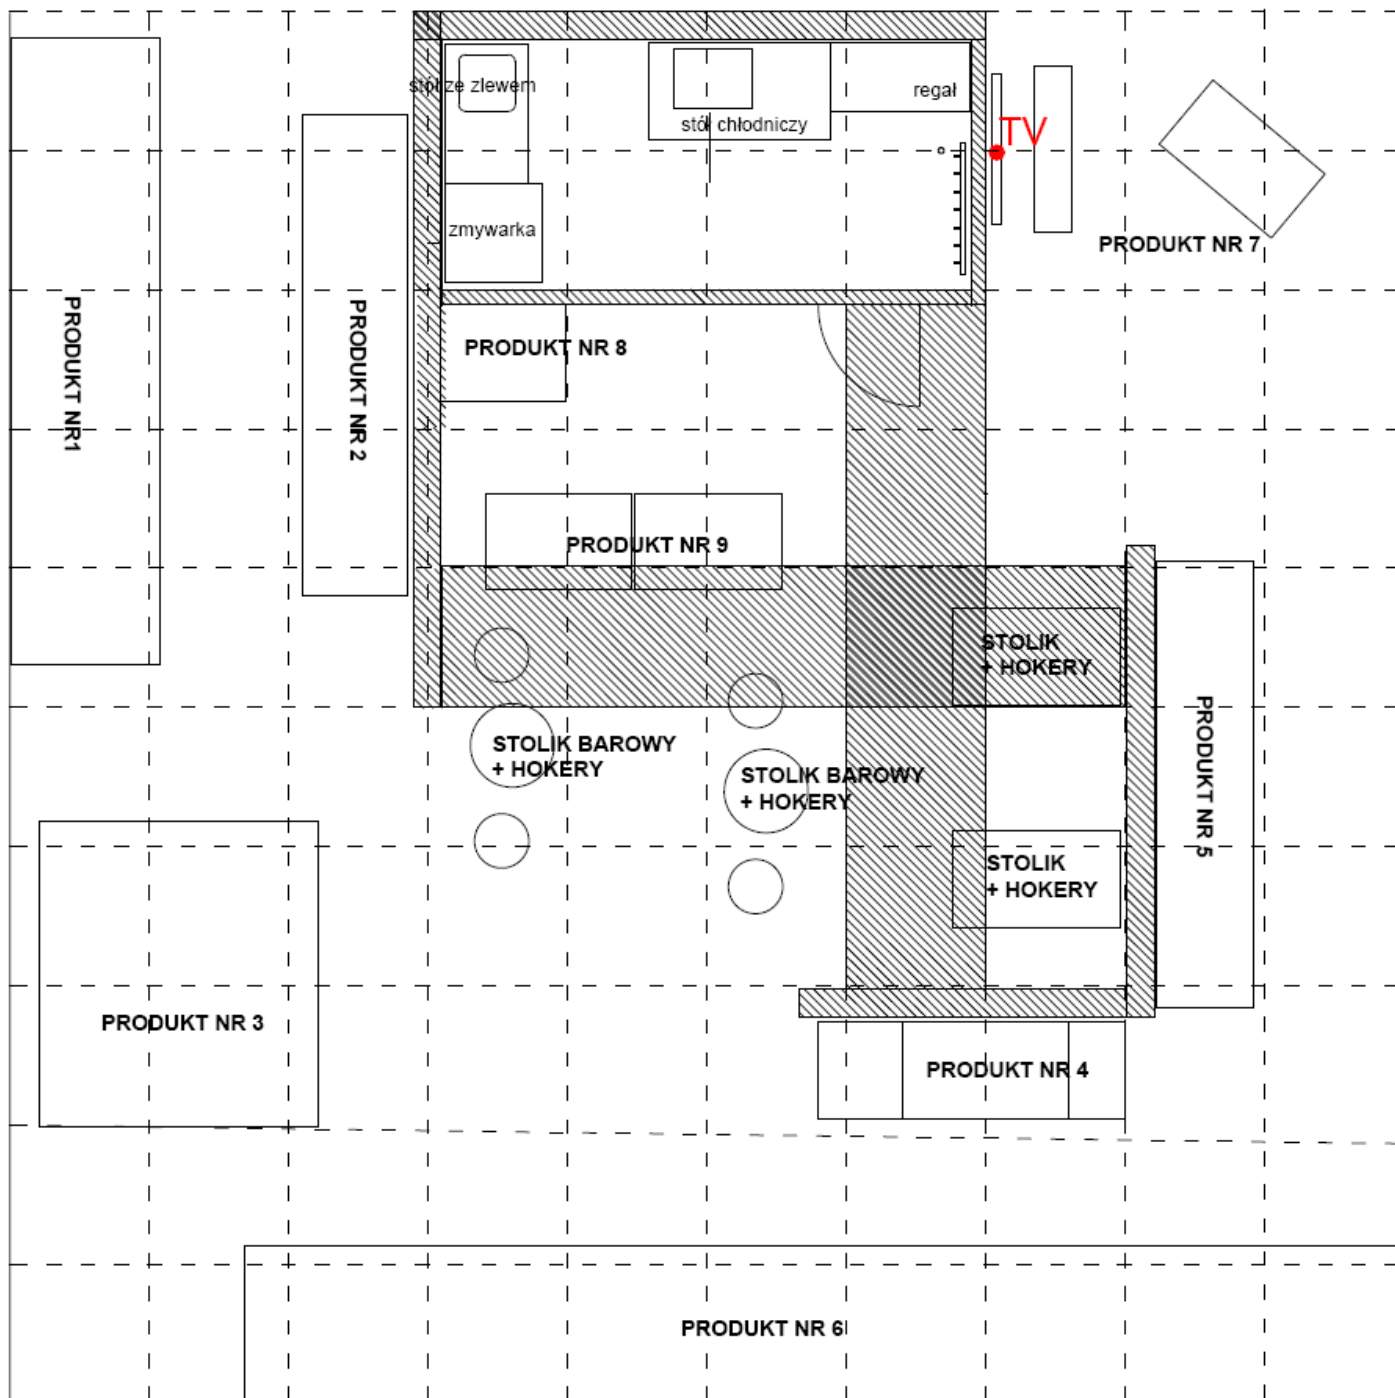 stół ze zlewem
regał
stół chłodniczy
TV
zmywarka
PRODUKT NR 7
PRODUKT NR1
PRODUKT NR 2
PRODUKT NR 8
PRODUKT NR 9
STOLIK
+ HOKERY
STOLIK BAROWY
+ HOKERY
STOLIK BAROWY
+ HOKERY
PRODUKT NR 5
STOLIK
+ HOKERY
PRODUKT NR 3
PRODUKT NR 4
PRODUKT NR 6